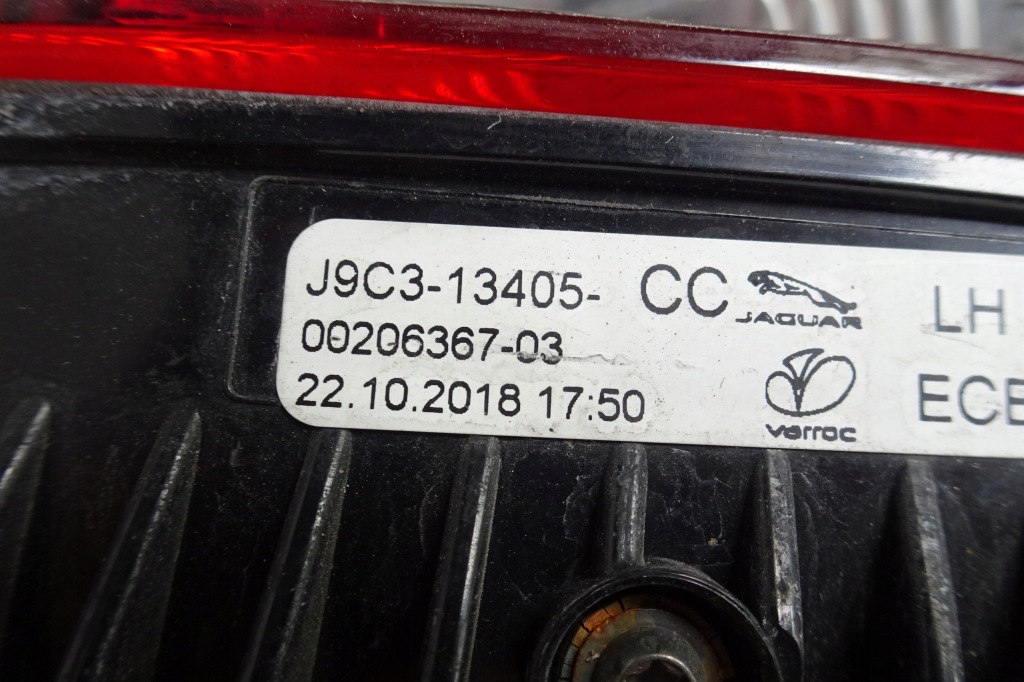 J9C3-13405- CC JAGUAR LH
00206367-03
22.10.2018 17:50 varroc ECE